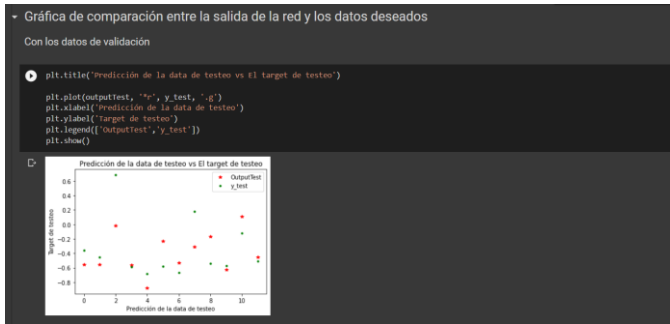 Gráfica de comparación entre la salida de la red y los datos deseados
Con los datos de validación
plt.title('Predicción de la data de testeo vs El target de testeo')
plt.plot(outputTest, '*r', y_test, '.g')
plt.xlabel('Predicción de la data de testeo')
plt.ylabel('Target de testeo')
plt.legend(['OutputTest','y_test'])
plt.show()
Predicción de la data de testeo vs El target de testeo
OutputTest
y_test
0.6
0.4
0.2
0.0
−0.2
−0.4
−0.6
−0.8
Target de testeo
0 2 4 6 8 10
Predicción de la data de testeo